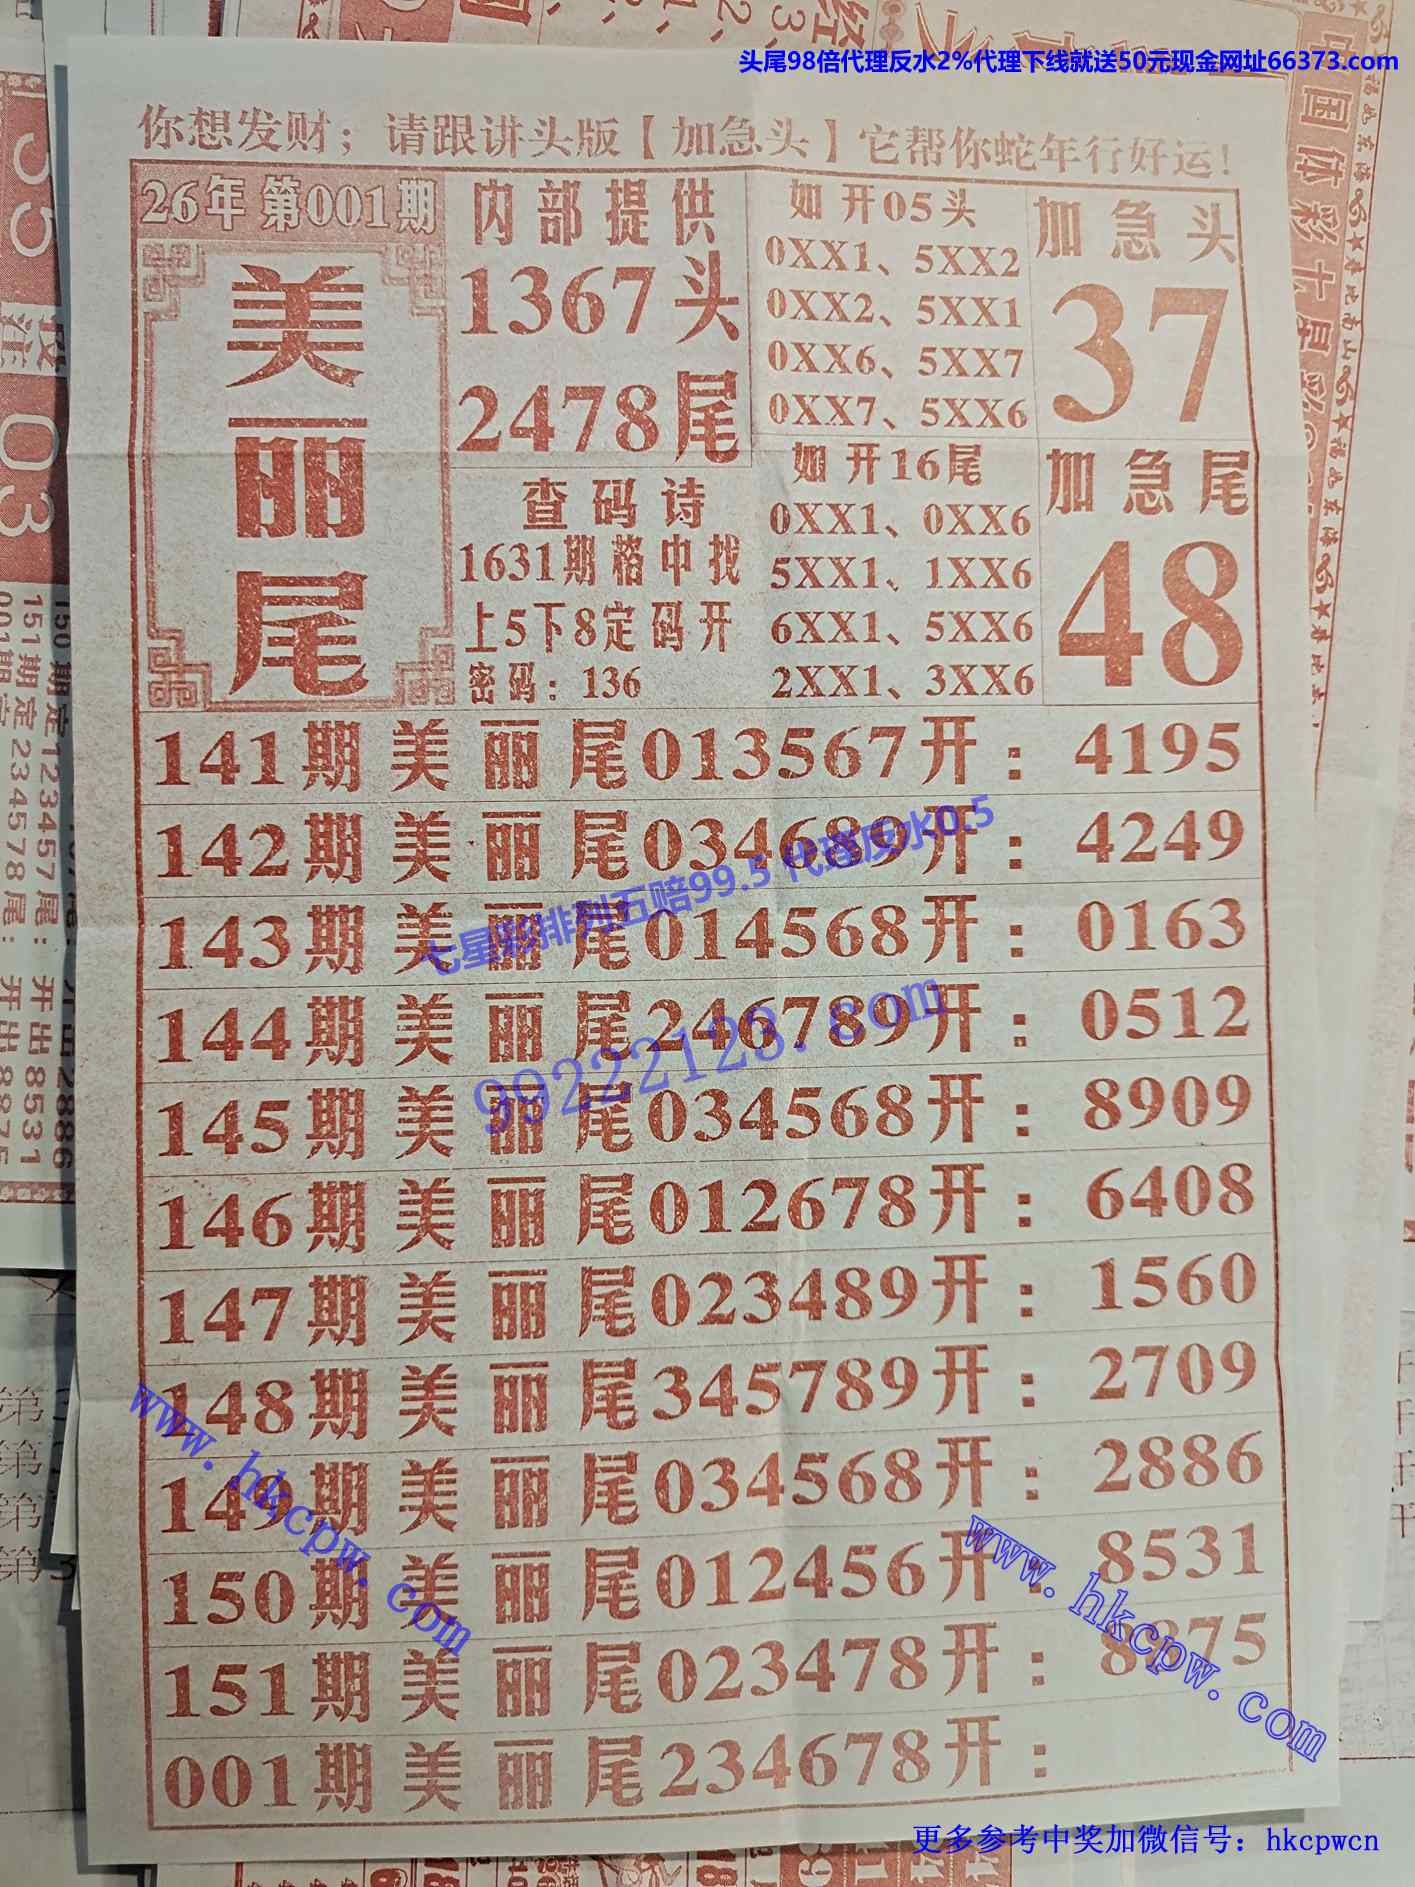 头尾98倍代理反水2%代理下线就送50元现金网址66373.com
你想发财；请跟讲头版【加急头】它帮你蛇年行好运！
26年第001期
美丽尾
内部提供
1367头
2478尾
查码诗
1631期格中找
上5下8定码开
密码：136
如开05头
0XX1、5XX2
0XX2、5XX1
0XX6、5XX7
0XX7、5XX6
如开16尾
0XX1、0XX6
5XX1、1XX6
6XX1、5XX6
2XX1、3XX6
加急头
37
加急尾
48
141期美丽尾013567开：4195
142期美丽尾034689开：4249
143期美丽尾014568开：0163
144期美丽尾246789开：0512
145期美丽尾034568开：8909
146期美丽尾012678开：6408
147期美丽尾023489开：1560
148期美丽尾345789开：2709
149期美丽尾034568开：2886
150期美丽尾012456开：8531
151期美丽尾023478开：8875
001期美丽尾234678开：
七星彩排列五赔99.5 代理反水0.5
99222123.com
www.hkcpw.com
www.hkcpw.com
更多参考中奖加微信号：hkcpwcn